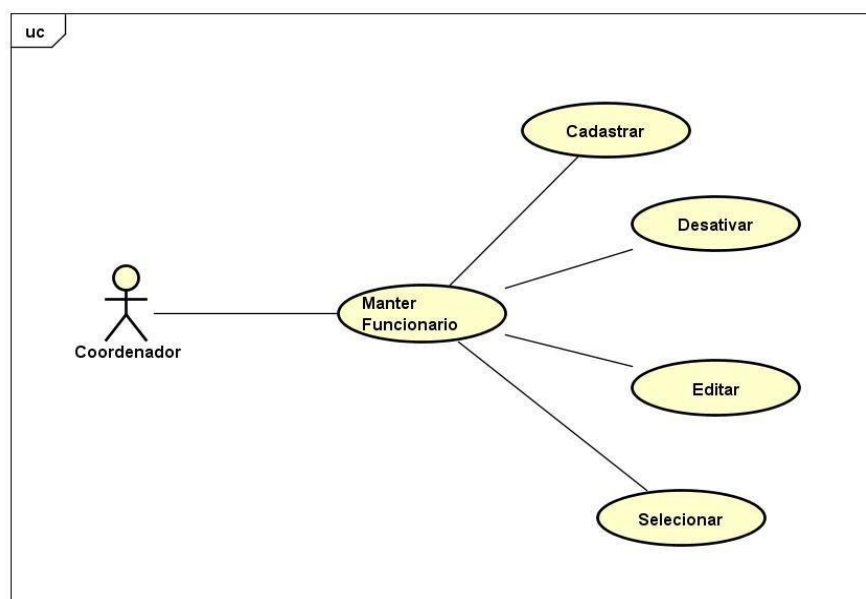 uc
Cadastrar
Desativar
Manter
Funcionario
Coordenador
Editar
Selecionar